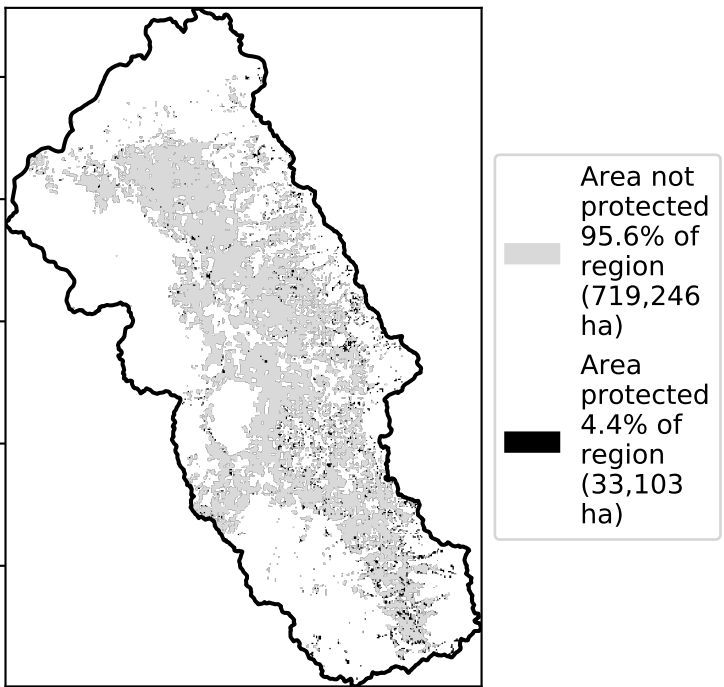 Area not
protected
95.6% of
region
(719,246
ha)
Area
protected
4.4% of
region
(33,103
ha)